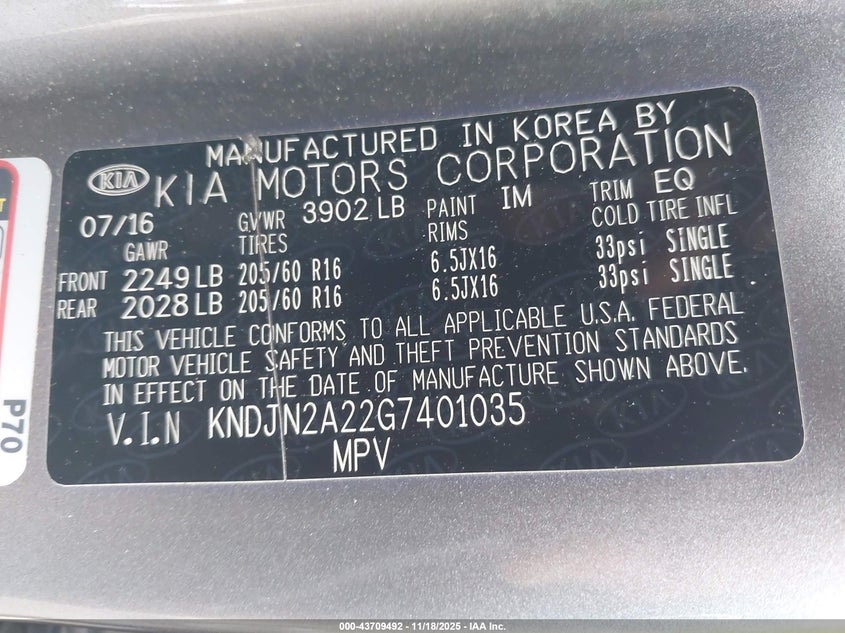 MANUFACTURED IN KOREA BY
KIA KIA MOTORS CORPORATION
07/16 GVWR 3902 LB PAINT IM TRIM EQ
GAWR TIRES RIMS COLD TIRE INFL
FRONT 2249 LB 205/60 R16 6.5JX16 33psi SINGLE
REAR 2028 LB 205/60 R16 6.5JX16 33psi SINGLE
THIS VEHICLE CONFORMS TO ALL APPLICABLE U.S.A. FEDERAL
MOTOR VEHICLE SAFETY AND THEFT PREVENTION STANDARDS
IN EFFECT ON THE DATE OF MANUFACTURE SHOWN ABOVE.
V.I.N KNDJN2A22G7401035
MPV
P70
000-43709492 - 11/18/2025 - IAA Inc.